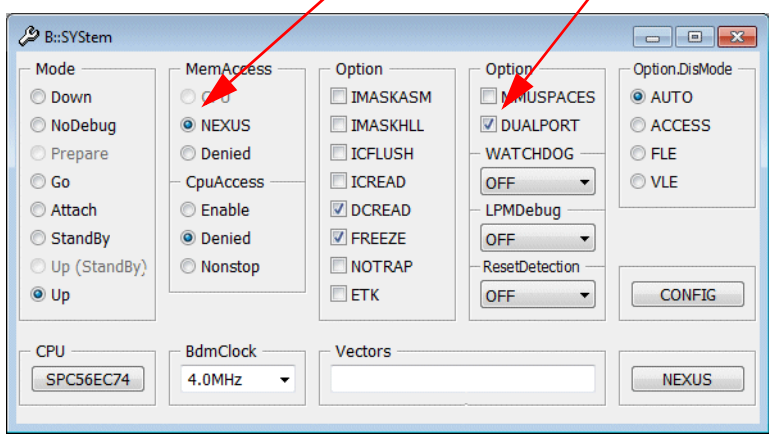 B::SYStem
Mode
Down
NoDebug
Prepare
Go
Attach
StandBy
Up (StandBy)
Up
MemAccess
CPU
NEXUS
Denied
CpuAccess
Enable
Denied
Nonstop
Option
IMASKASM
IMASKHLL
ICFLUSH
ICREAD
DCREAD
FREEZE
NOTRAP
ETK
Option
MMUSPACES
DUALPORT
WATCHDOG
OFF
LPMDebug
OFF
ResetDetection
OFF
Option.DisMode
AUTO
ACCESS
FLE
VLE
CONFIG
CPU
SPC56EC74
BdmClock
4.0MHz
Vectors
NEXUS